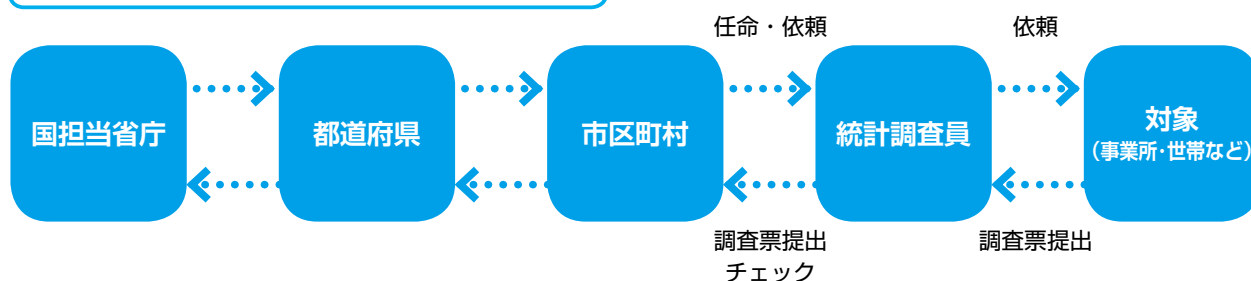 任命・依頼
依頼
国担当省庁
都道府県
市区町村
統計調査員
対象
(事業所・世帯など)
調査票提出
チェック
調査票提出